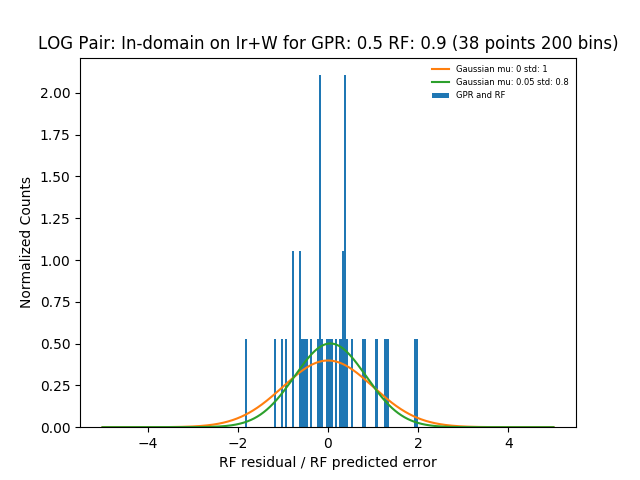 LOG Pair: In-domain on Ir+W for GPR: 0.5 RF: 0.9 (38 points 200 bins)
Gaussian mu: 0 std: 1
Gaussian mu: 0.05 std: 0.8
GPR and RF
Normalized Counts
2.00
1.75
1.50
1.25
1.00
0.75
0.50
0.25
0.00
−4
−2
0
2
4
RF residual / RF predicted error